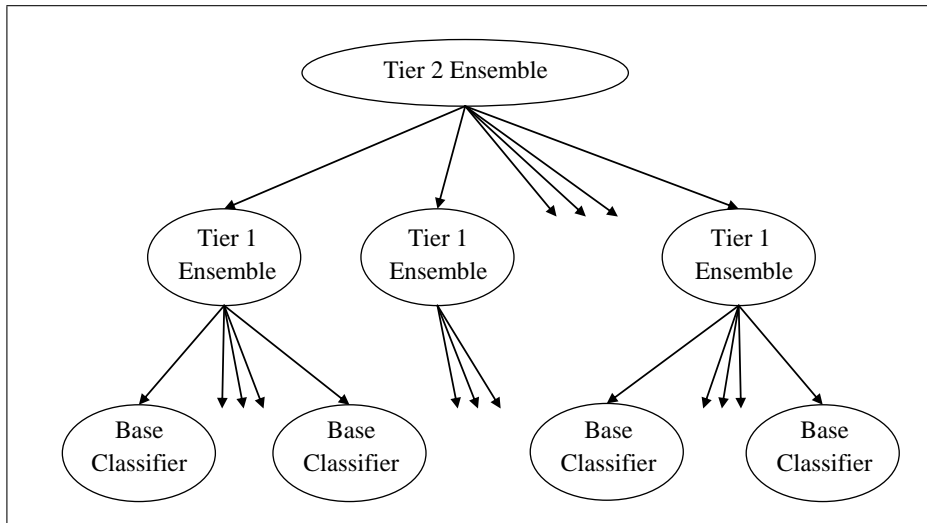 Tier 2 Ensemble
Tier 1
Ensemble
Tier 1
Ensemble
Tier 1
Ensemble
Base
Classifier
Base
Classifier
Base
Classifier
Base
Classifier